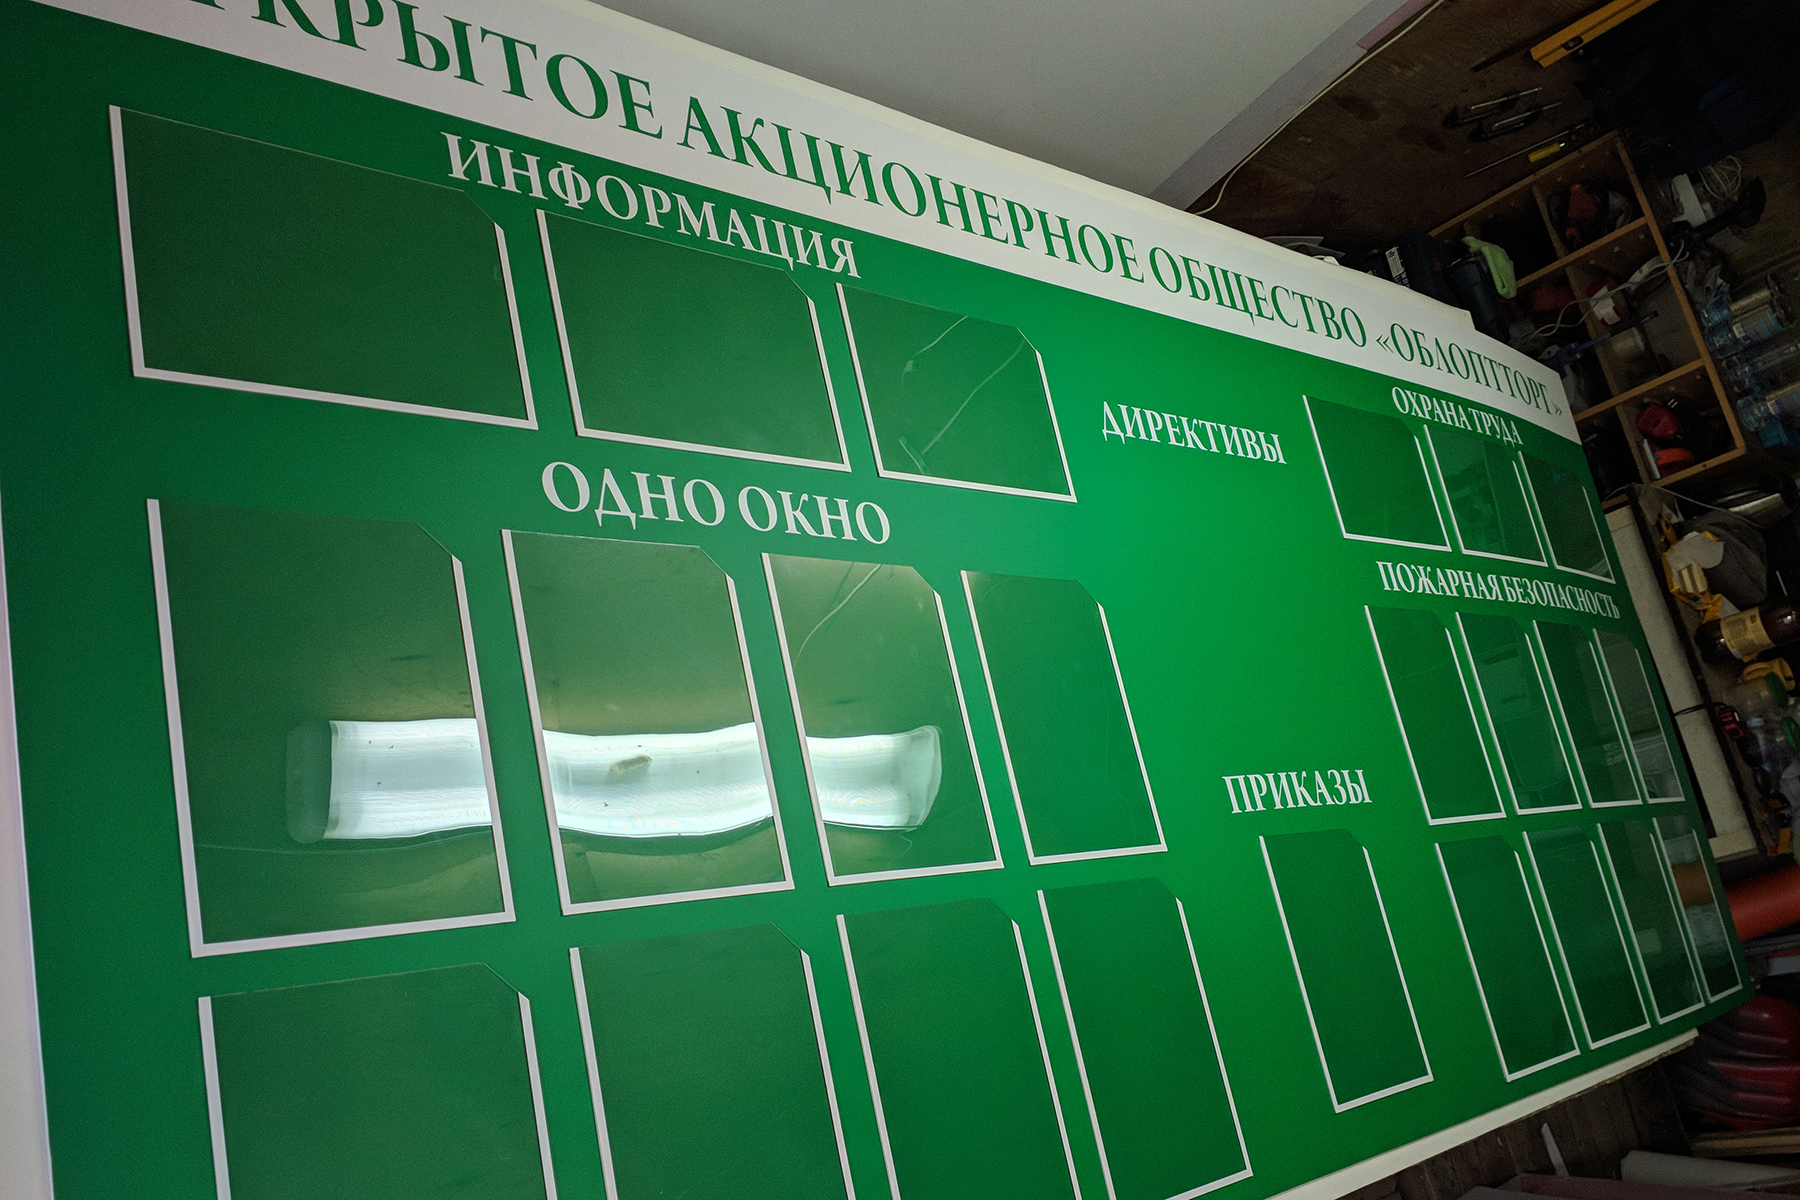 КРЫТОЕ АКЦИОНЕРНОЕ ОБЩЕСТВО «ОБЛОПТТОРГ»
ИНФОРМАЦИЯ
ДИРЕКТИВЫ
ОХРАНА ТРУДА
ОДНО ОКНО
ПОЖАРНАЯ БЕЗОПАСНОСТЬ
ПРИКАЗЫ